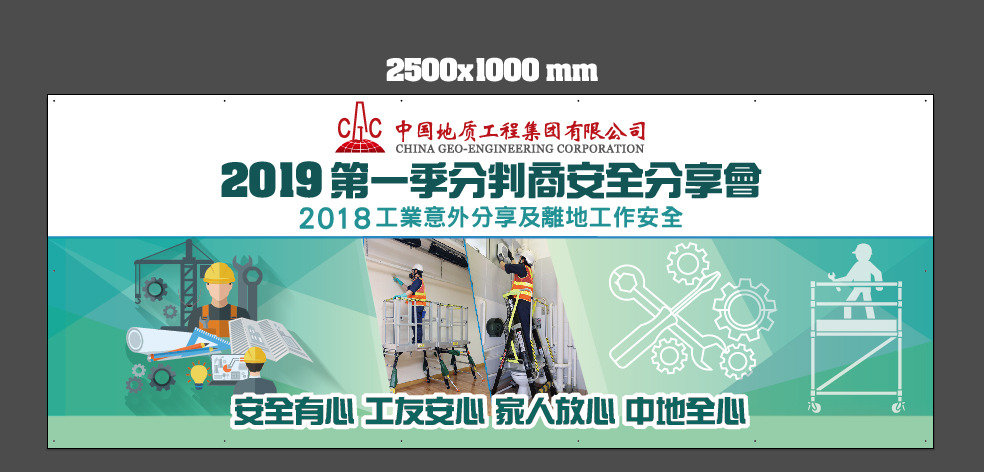 2500x1000 mm
CGC
中国地质工程集团有限公司
CHINA GEO-ENGINEERING CORPORATION
2019 第一季分判商安全分享會
2018 工業意外分享及離地工作安全
安全有心 工友安心 家人放心 中地全心